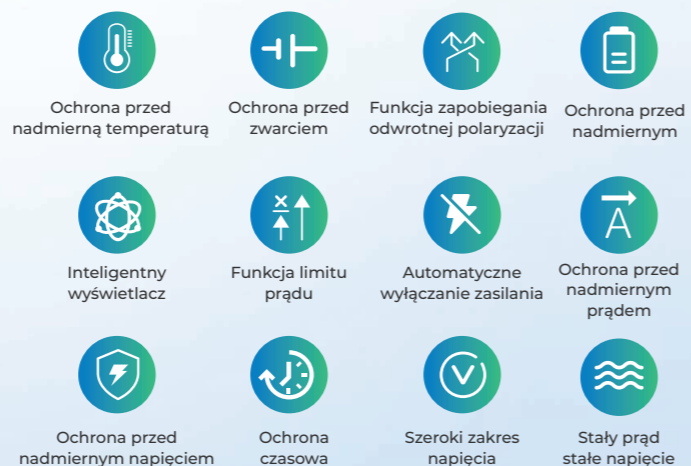 Ochrona przed
nadmierną temperaturą
Ochrona przed
zwarciem
Funkcja zapobiegania
odwrotnej polaryzacji
Ochrona przed
nadmiernym
Inteligentny
wyświetlacz
Funkcja limitu
prądu
Automatyczne
wyłączanie zasilania
A
Ochrona przed
nadmiernym
prądem
Ochrona przed
nadmiernym napięciem
Ochrona
czasowa
V
Szeroki zakres
napięcia
Stały prąd
stałe napięcie